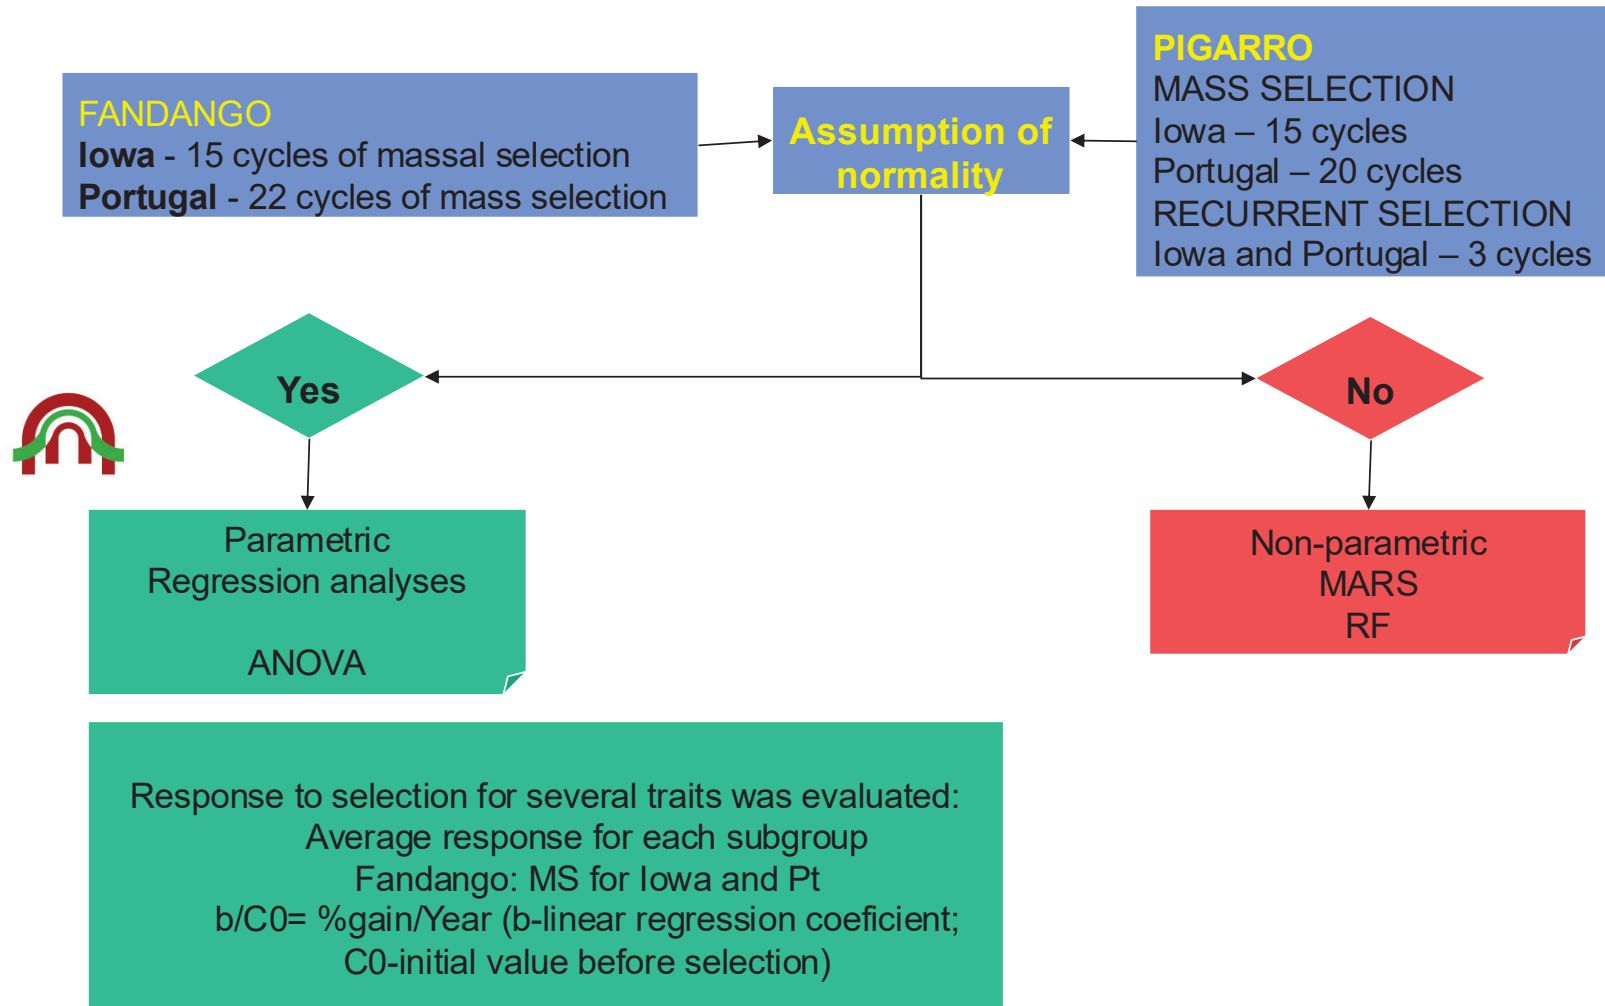 FANDANGO
Iowa - 15 cycles of massal selection
Portugal - 22 cycles of mass selection
Assumption of
normality
PIGARRO
MASS SELECTION
Iowa – 15 cycles
Portugal – 20 cycles
RECURRENT SELECTION
Iowa and Portugal – 3 cycles
Yes
No
Parametric
Regression analyses
ANOVA
Non-parametric
MARS
RF
Response to selection for several traits was evaluated:
Average response for each subgroup
Fandango: MS for Iowa and Pt
b/C0= %gain/Year (b-linear regression coeficient;
C0-initial value before selection)